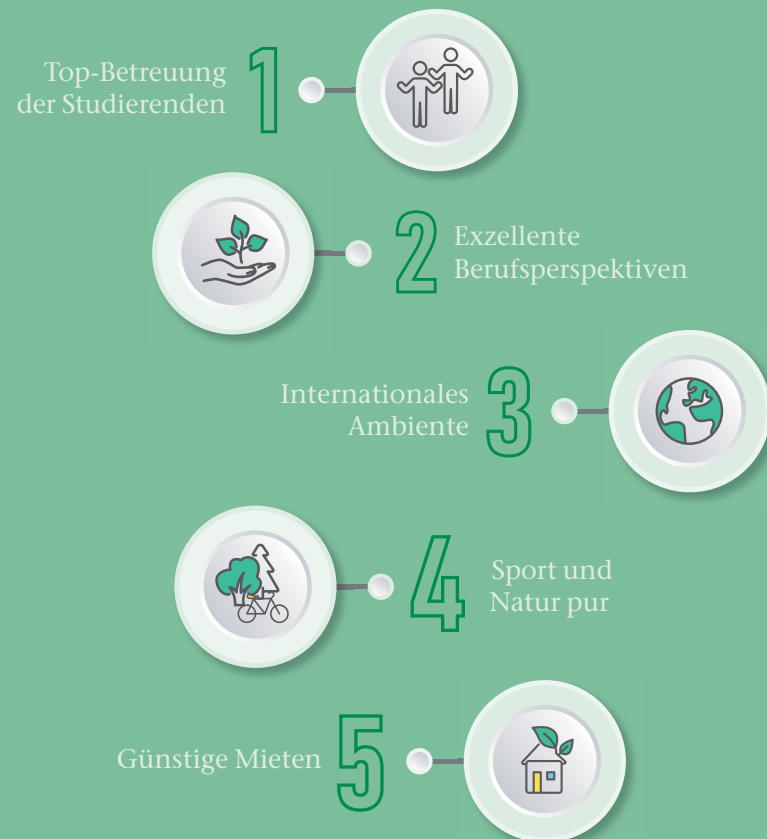 Top-Betreuung
der Studierenden
1
2
Exzellente
Berufsperspektiven
Internationales
Ambiente
3
4
Sport und
Natur pur
Günstige Mieten
5